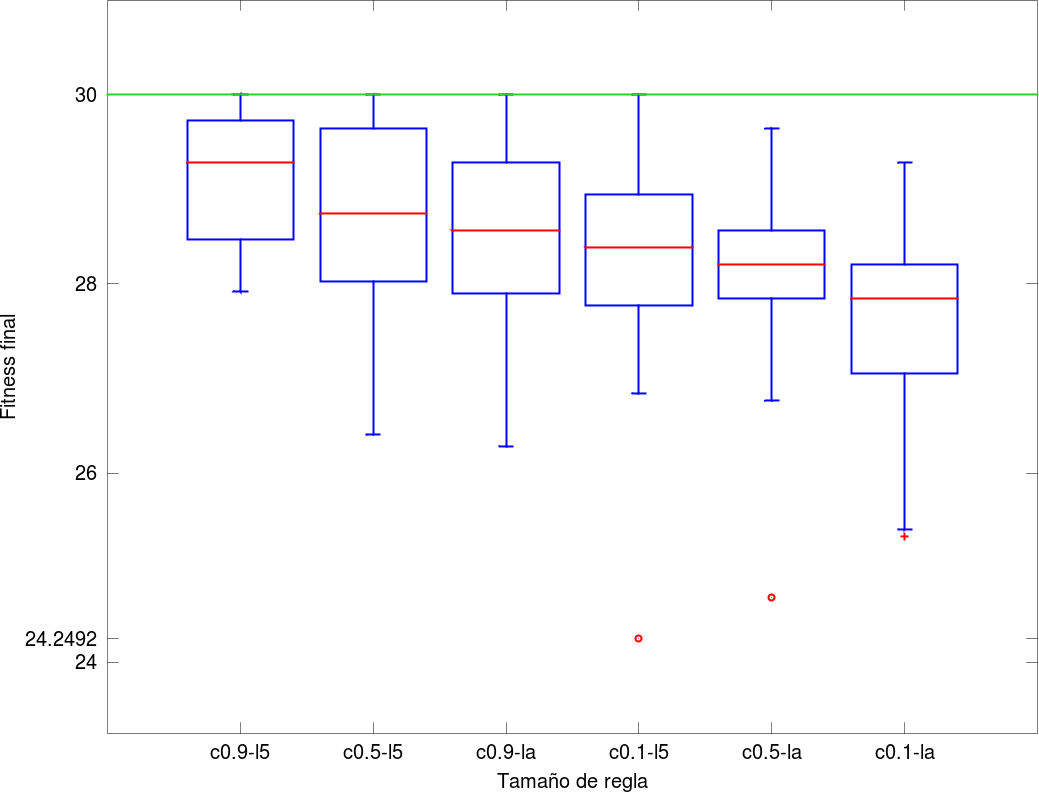 30
28
26
24.2492
24
Fitness final
c0.9-l5 c0.5-l5 c0.9-la c0.1-l5 c0.5-la c0.1-la
Tamaño de regla